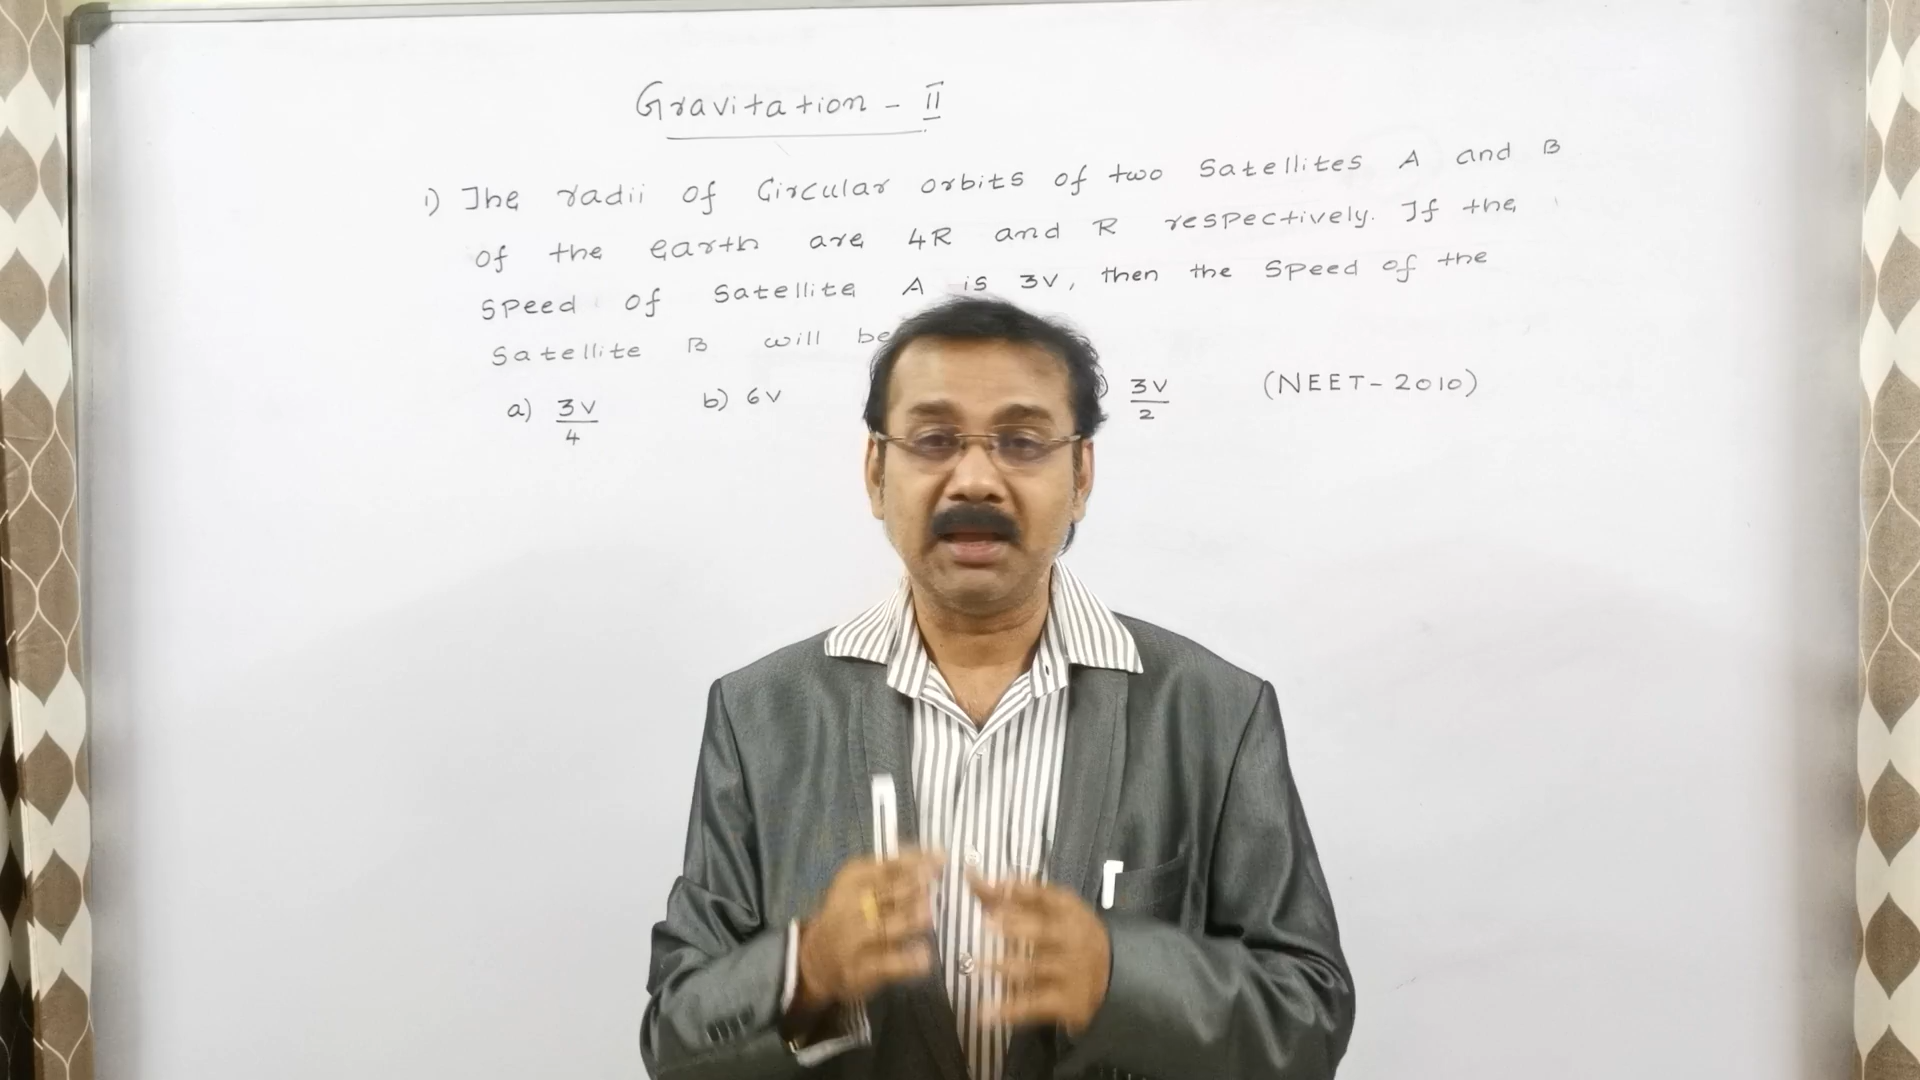 Gravitation - II
1) The radii of Circular orbits of two Satellites A and B
of the earth are 4R and R respectively. If the
Speed of Satellite A is 3V, then the Speed of the
Satellite B will be
a) 3V/4 b) 6V ) 3V/2 (NEET-2010)